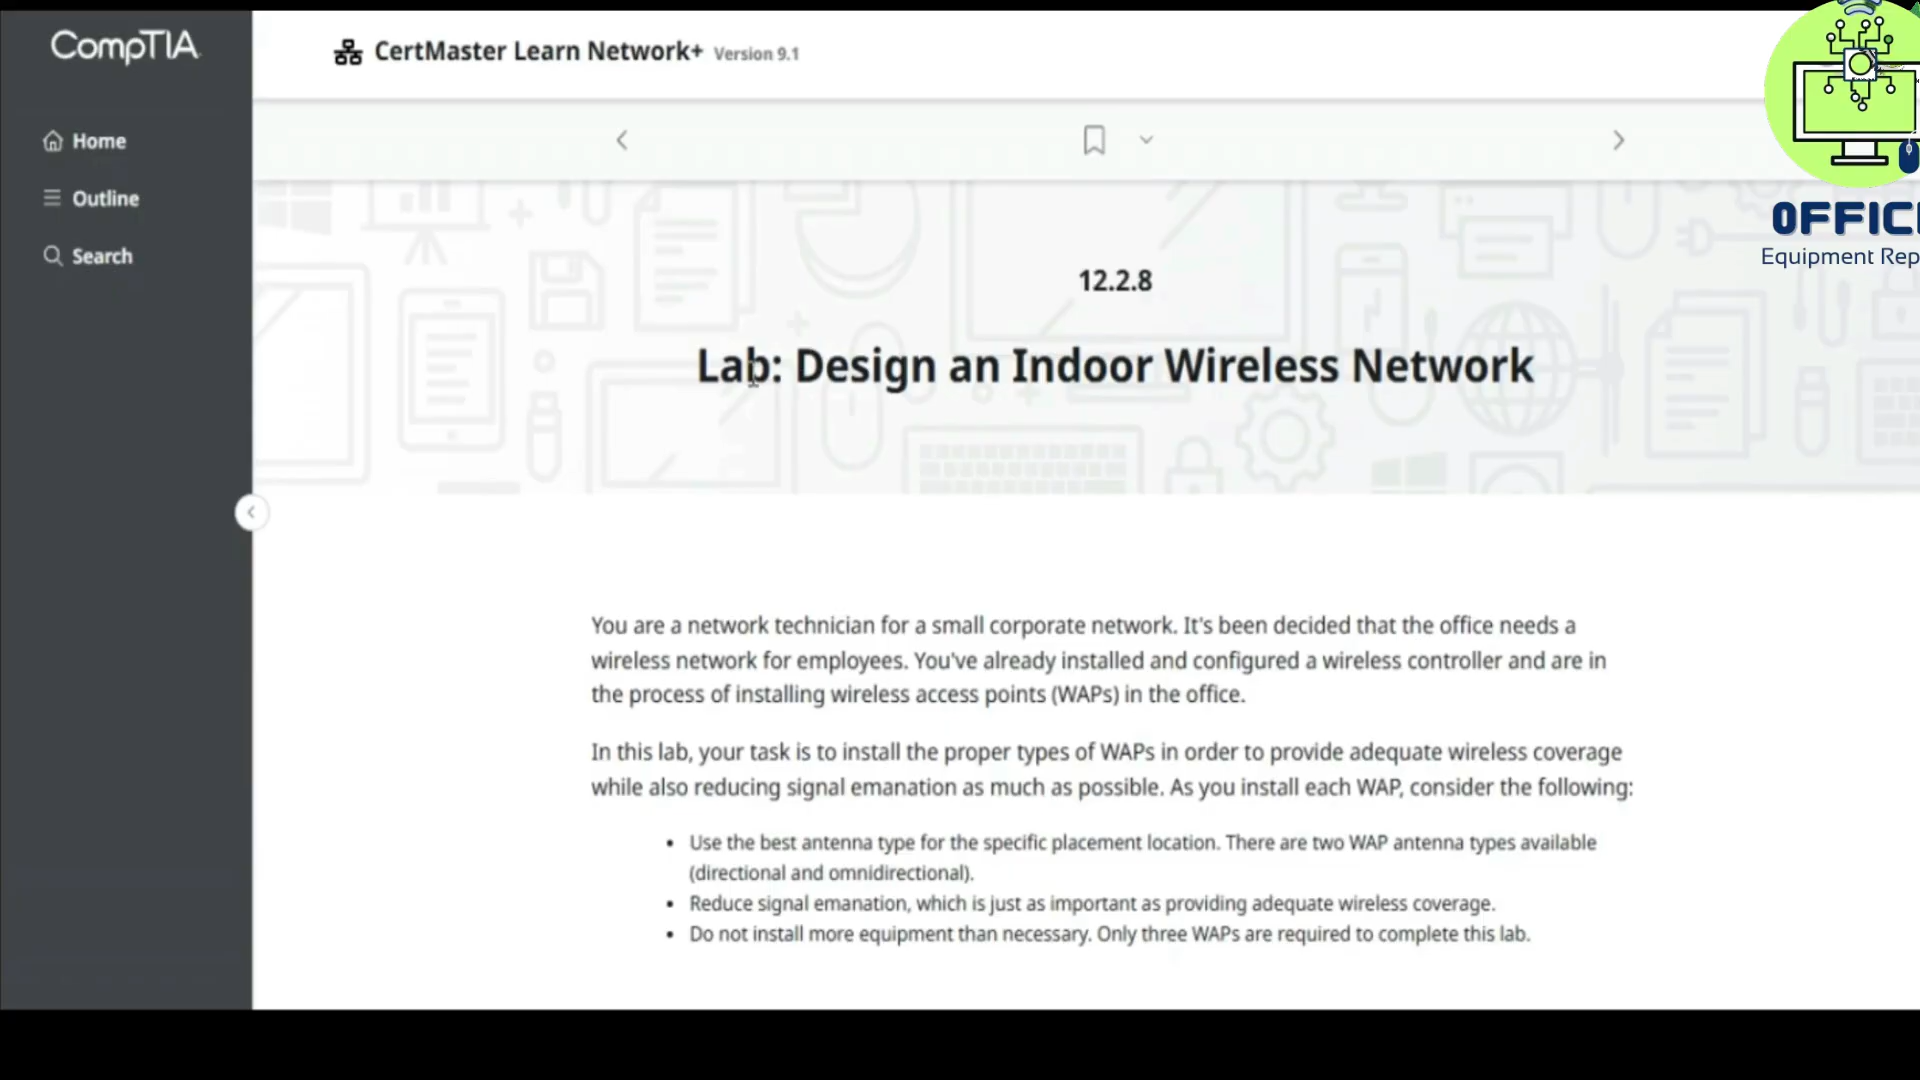 CompTIA
CertMaster Learn Network+ Version 9.1
Home
Outline
Search
Equipment
12.2.8
Lab: Design an Indoor Wireless Network
You are a network technician for a small corporate network. It's been decided that the office needs a
wireless network for employees. You've already installed and configured a wireless controller and are in
the process of installing wireless access points (WAPs) in the office.
In this lab, your task is to install the proper types of WAPs in order to provide adequate wireless coverage
while also reducing signal emanation as much as possible. As you install each WAP, consider the following:
• Use the best antenna type for the specific placement location. There are two WAP antenna types available
(directional and omnidirectional).
• Reduce signal emanation, which is just as important as providing adequate wireless coverage.
• Do not install more equipment than necessary. Only three WAPs are required to complete this lab.